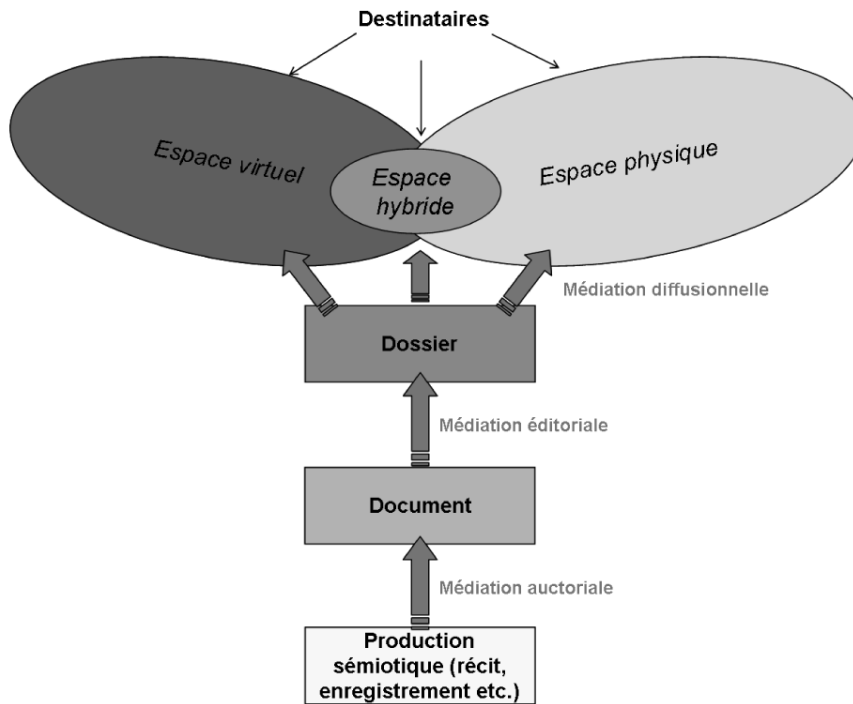 Destinataires
Espace virtuel
Espace
hybride
Espace physique
Médiation diffusionnelle
Dossier
Médiation éditoriale
Document
Médiation auctoriale
Production
sémiotique (récit,
enregistrement etc.)